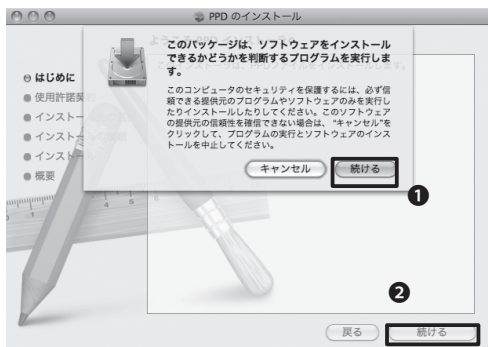 PPD のインストール
このパッケージは、ソフトウェアをインストール
できるかどうかを判断するプログラムを実行しま
す。
このコンピュータのセキュリティを保護するには、必ず信
頼できる提供元のプログラムやソフトウェアのみを実行し
たりインストールしたりしてください。このソフトウェア
の提供元の信頼性を確信できない場合は、"キャンセル"を
クリックして、プログラムの実行とソフトウェアのインス
トールを中止してください。
キャンセル
続ける
❶
はじめに
使用許諾契
インストー
インスト
インスト
概要
❷
戻る
続ける